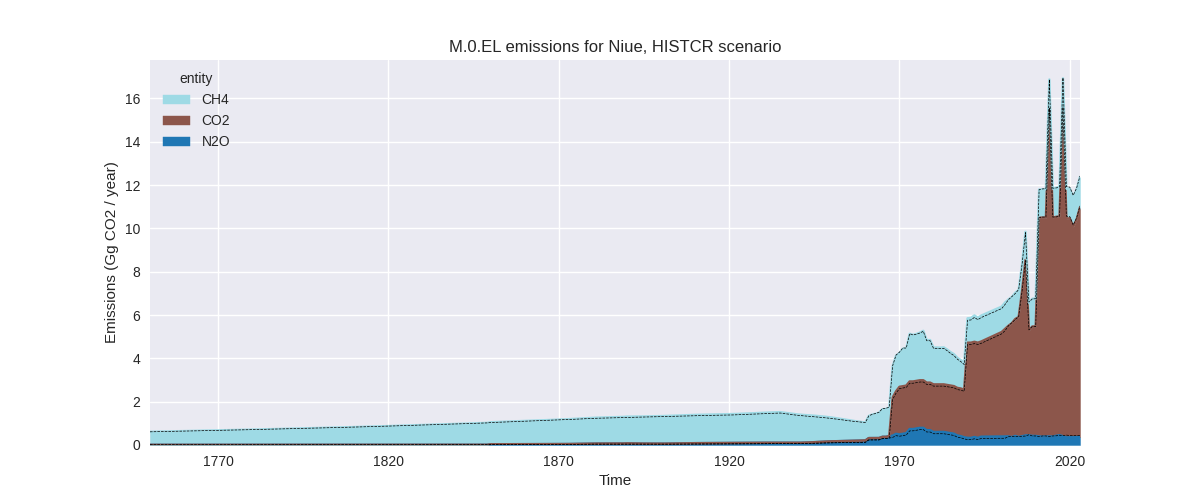 M.0.EL emissions for Niue, HISTCR scenario
entity
CH4
CO2
N2O
Emissions (Gg CO2 / year)
16
14
12
10
8
6
4
2
0
1770 1820 1870 1920 1970 2020
Time